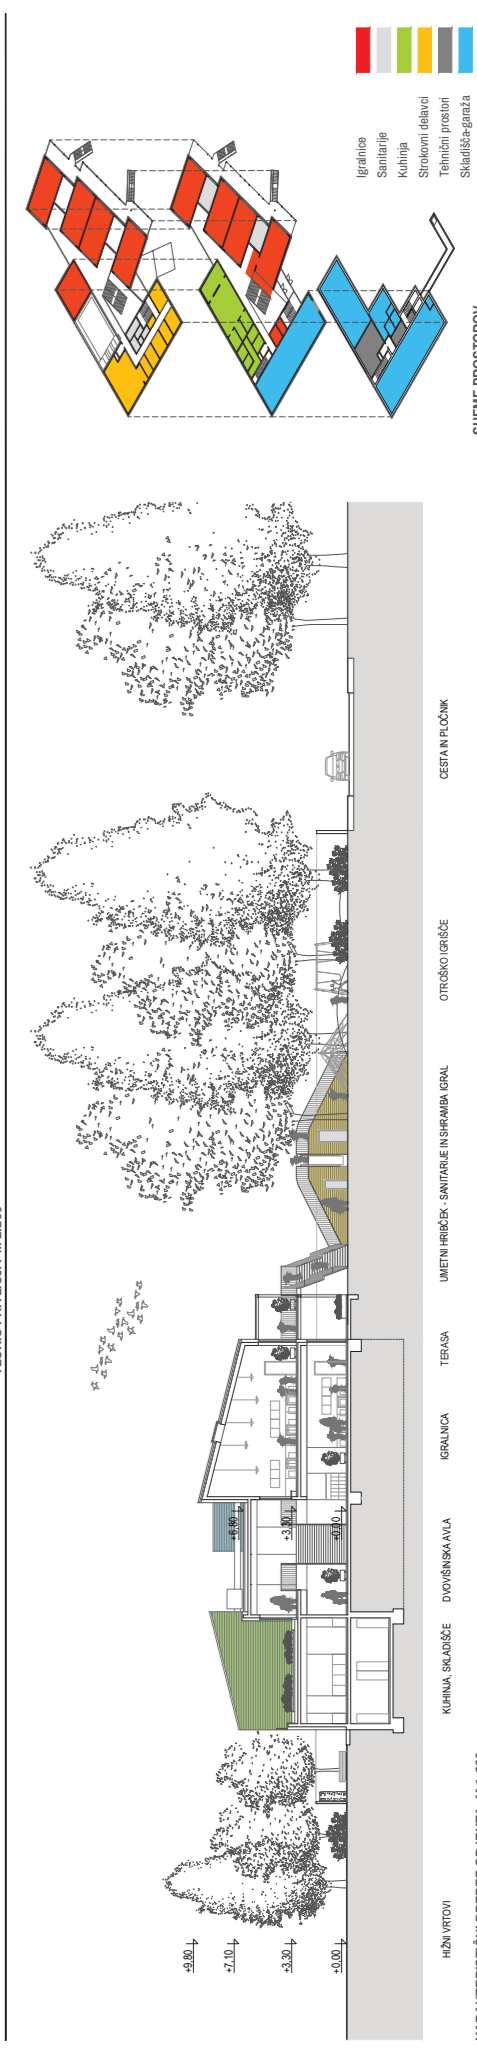 Igralnice
Sanitarije
Kuhinja
Strokovni delavci
Tehnični prostori
Skladišča-garaža
SHEME PROSTOROV
+9.80
+7.10
+3.30
+0.00
+6.80
+3.30
+0.00
HIŽNI VRTOVI
KUHINJA, SKLADIŠČE
DVOVIŠINSKA AVLA
IGRALNICA
TERASA
UMETNI HRIBČEK - SANITARIJE IN SHRAMBA IGRAL
OTROŠKO IGRIŠČE
CESTA IN PLOČNIK